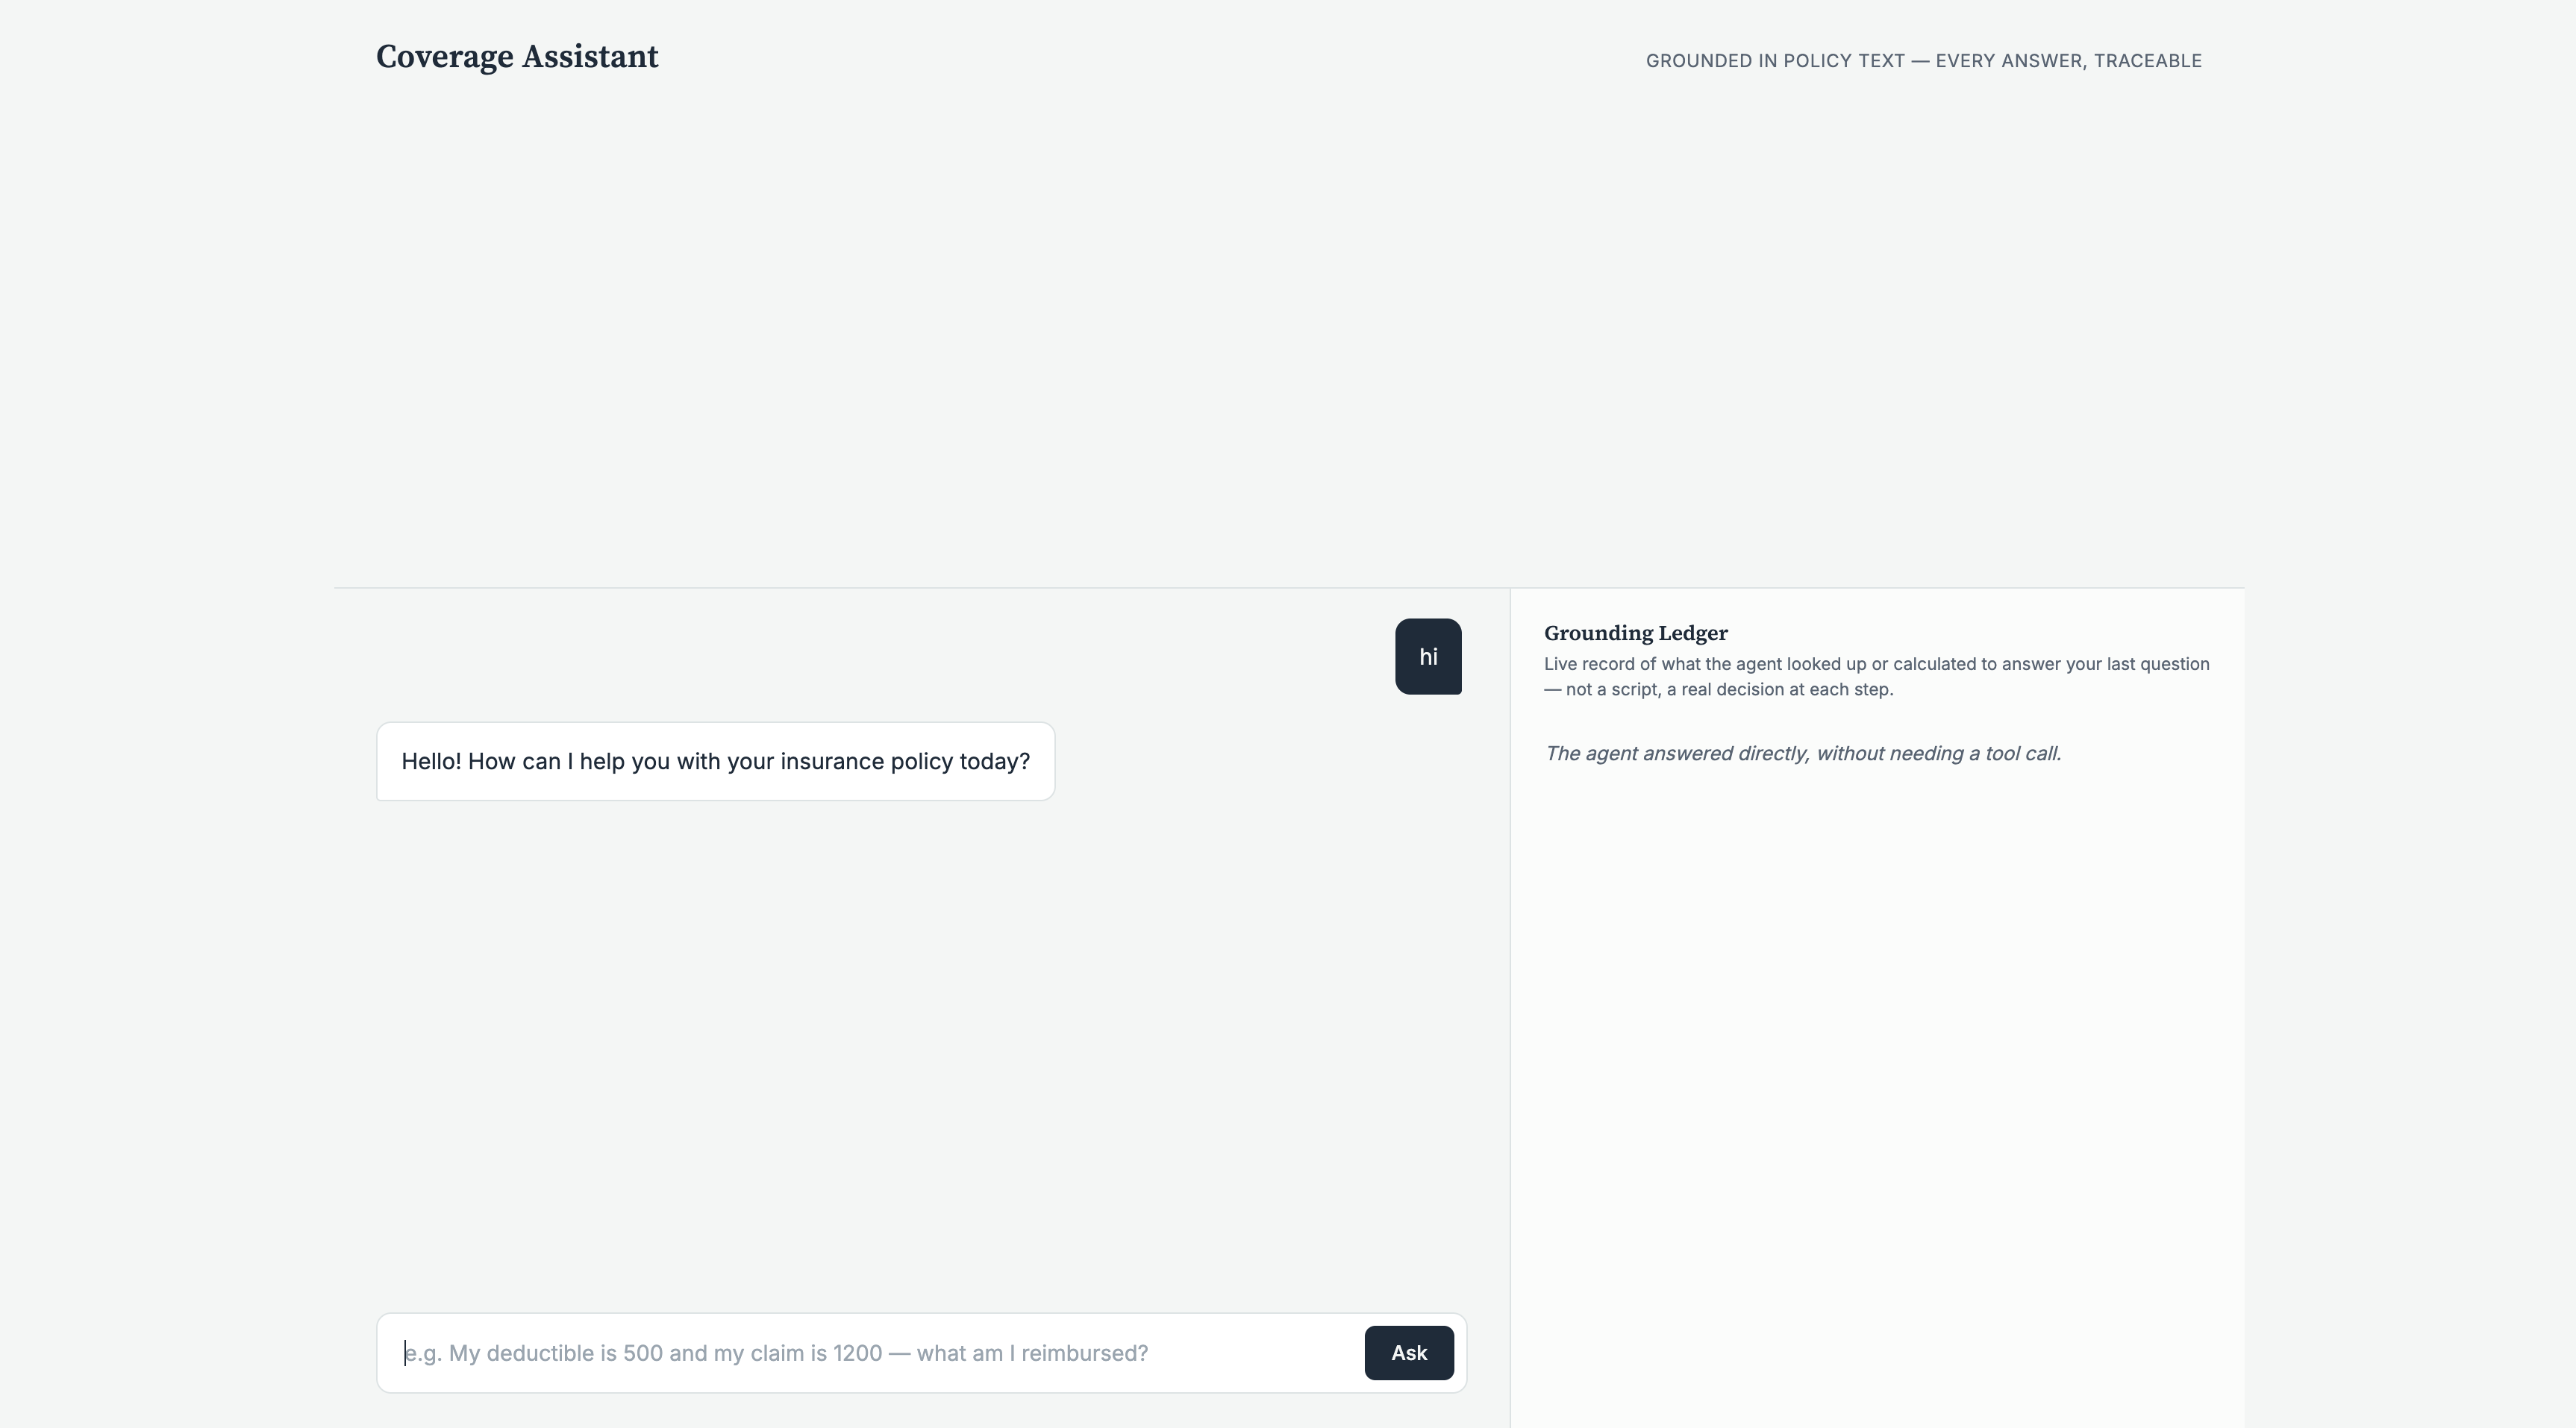 Coverage Assistant
GROUNDED IN POLICY TEXT — EVERY ANSWER, TRACEABLE
hi
Hello! How can I help you with your insurance policy today?
Grounding Ledger
Live record of what the agent looked up or calculated to answer your last question
— not a script, a real decision at each step.
The agent answered directly, without needing a tool call.
e.g. My deductible is 500 and my claim is 1200 — what am I reimbursed?
Ask